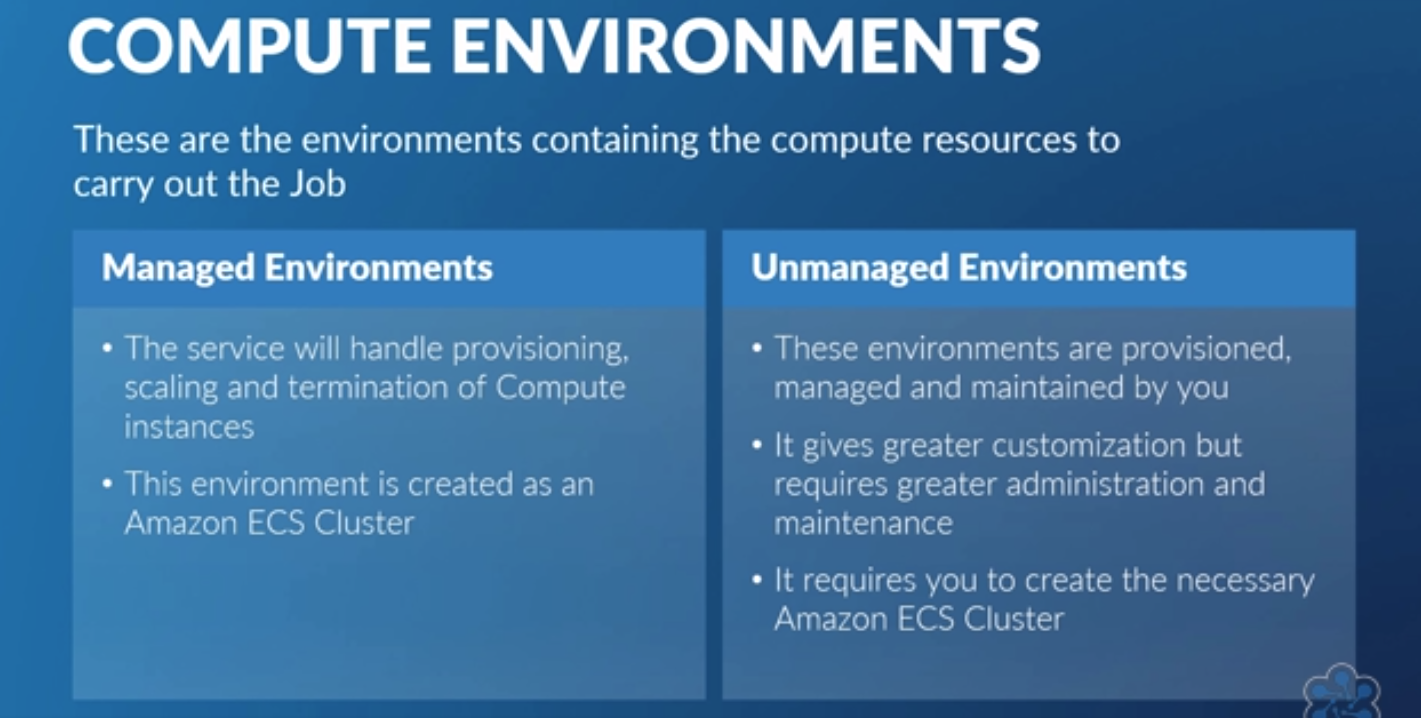 COMPUTE ENVIRONMENTS
These are the environments containing the compute resources to
carry out the Job
Managed Environments
• The service will handle provisioning,
scaling and termination of Compute
instances
• This environment is created as an
Amazon ECS Cluster
Unmanaged Environments
• These environments are provisioned,
managed and maintained by you
• It gives greater customization but
requires greater administration and
maintenance
• It requires you to create the necessary
Amazon ECS Cluster